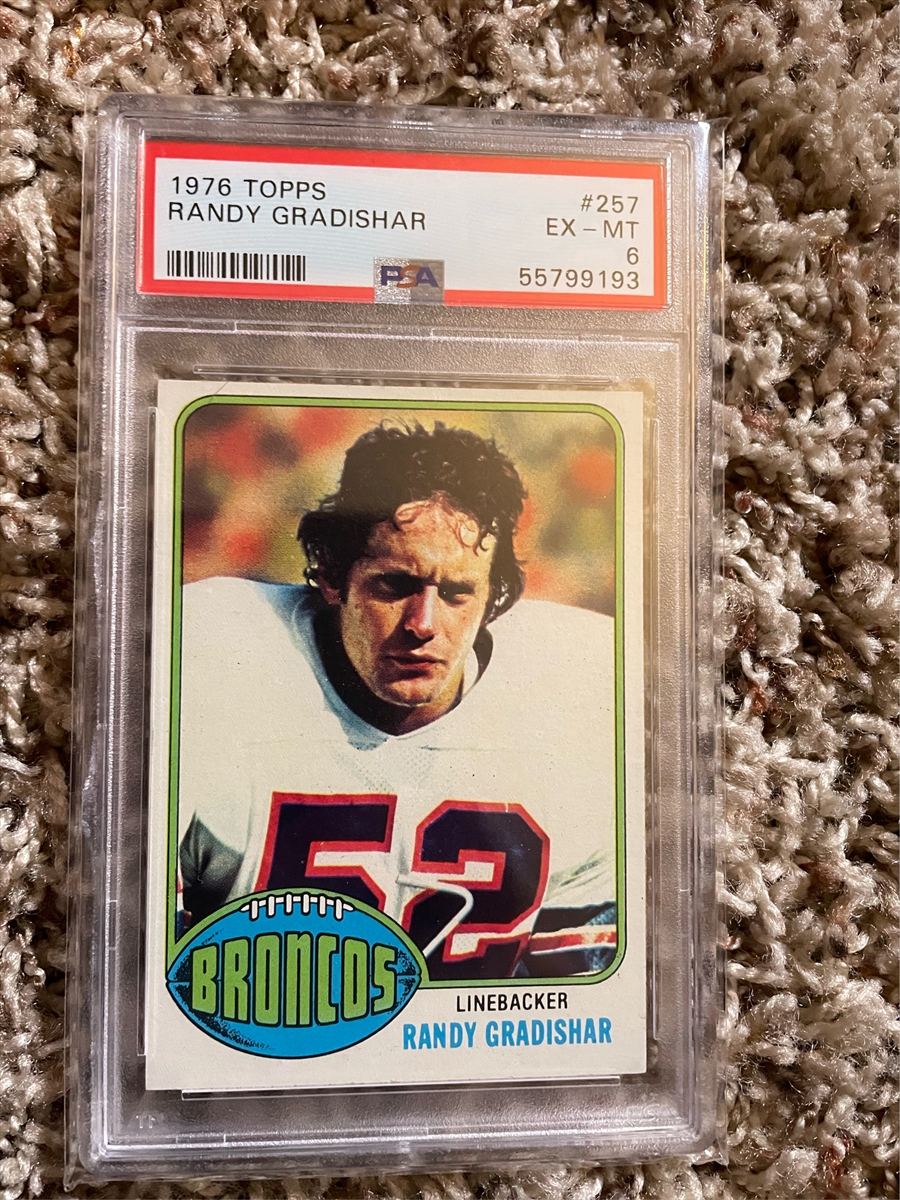 1976 TOPPS
RANDY GRADISHAR
#257
EX – MT
6
PSA
55799193
52
BRONCOS
LINEBACKER
RANDY GRADISHAR